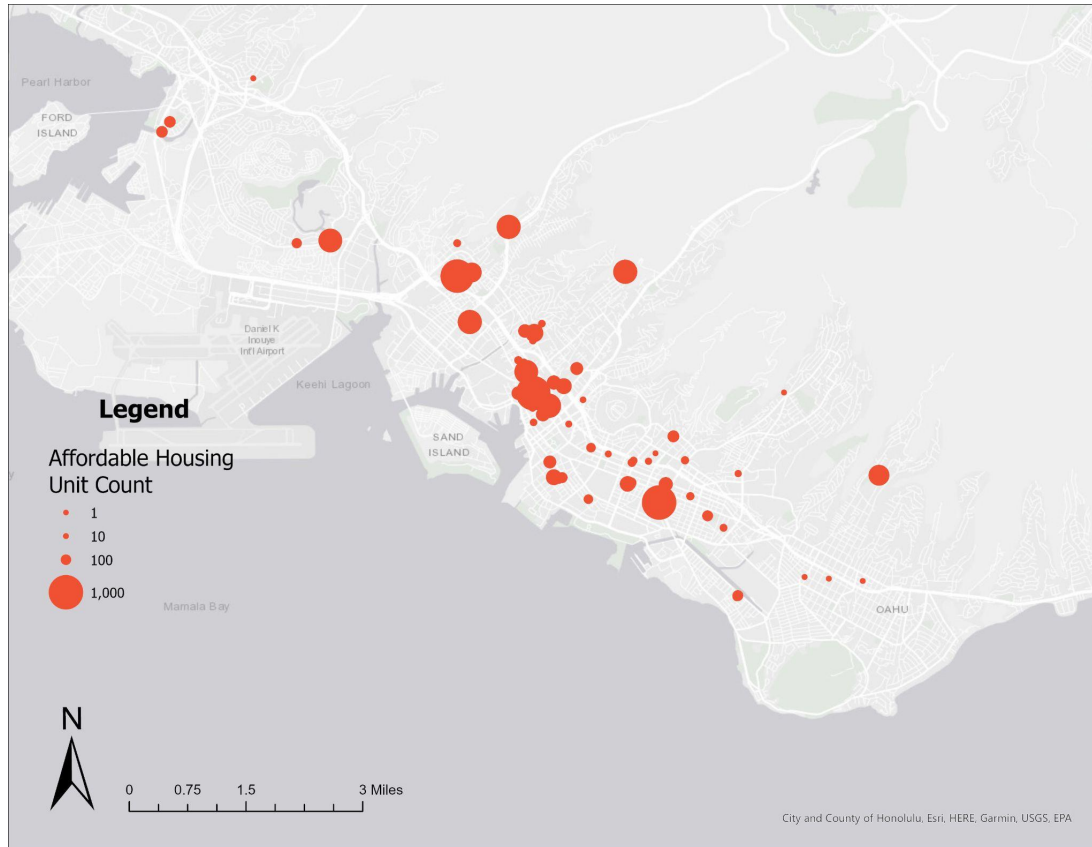 Pearl Harbor
FORD
ISLAND
Daniel K
Inouye
Int'l Airport
Keehi Lagoon
SAND
ISLAND
Legend
Affordable Housing
Unit Count
1
10
100
1,000
Mamala Bay
OAHU
N
0 0.75 1.5 3 Miles
City and County of Honolulu, Esri, HERE, Garmin, USGS, EPA